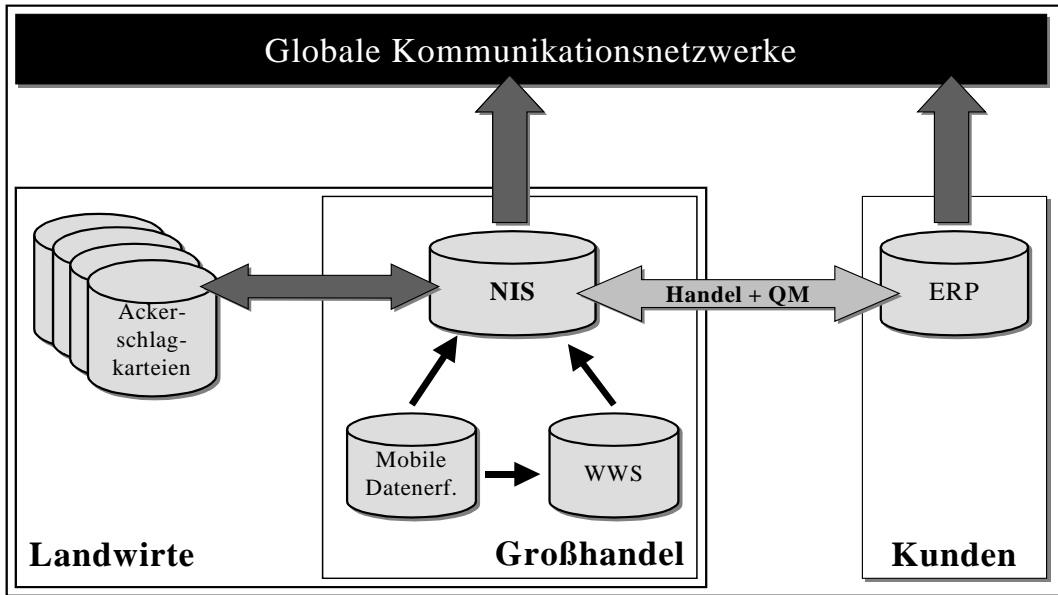 Globale Kommunikationsnetzwerke
NIS
Handel + QM
ERP
Acker-
schlag-
karteien
Mobile
Datenerf.
WWS
Landwirte
Großhandel
Kunden